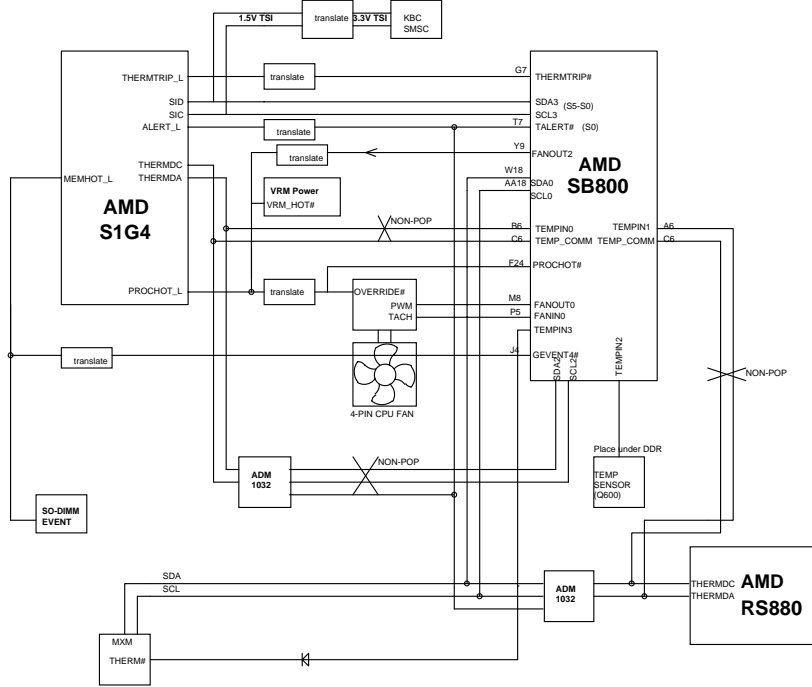 1.5V TSI
translate
3.3V TSI
KBC
SMSC
THERMTRIP_L
translate
G7
THERMTRIP#
SID
SDA3
(S5-S0)
SIC
SCL3
ALERT_L
translate
T7
TALERT# (S0)
translate
Y9
FANOUT2
AMD
SB800
THERMDC
THERMDA
MEMHOT_L
AMD
S1G4
VRM Power
VRM_HOT#
W18
SDA0
AA18
SCL0
NON-POP
B6
TEMPIN0
C6
TEMP_COMM
TEMPIN1
A6
TEMP_COMM
C6
F24
PROCHOT#
PROCHOT_L
translate
OVERRIDE#
PWM
TACH
M8
FANOUT0
P5
FANIN0
TEMPIN3
translate
J4
GEVENT4#
SDA2
SCL2
TEMPIN2
NON-POP
4-PIN CPU FAN
Place under DDR
TEMP
SENSOR
(Q600)
ADM
1032
NON-POP
SO-DIMM
EVENT
SDA
SCL
ADM
1032
THERMDC
THERMDA
AMD
RS880
MXM
THERM#